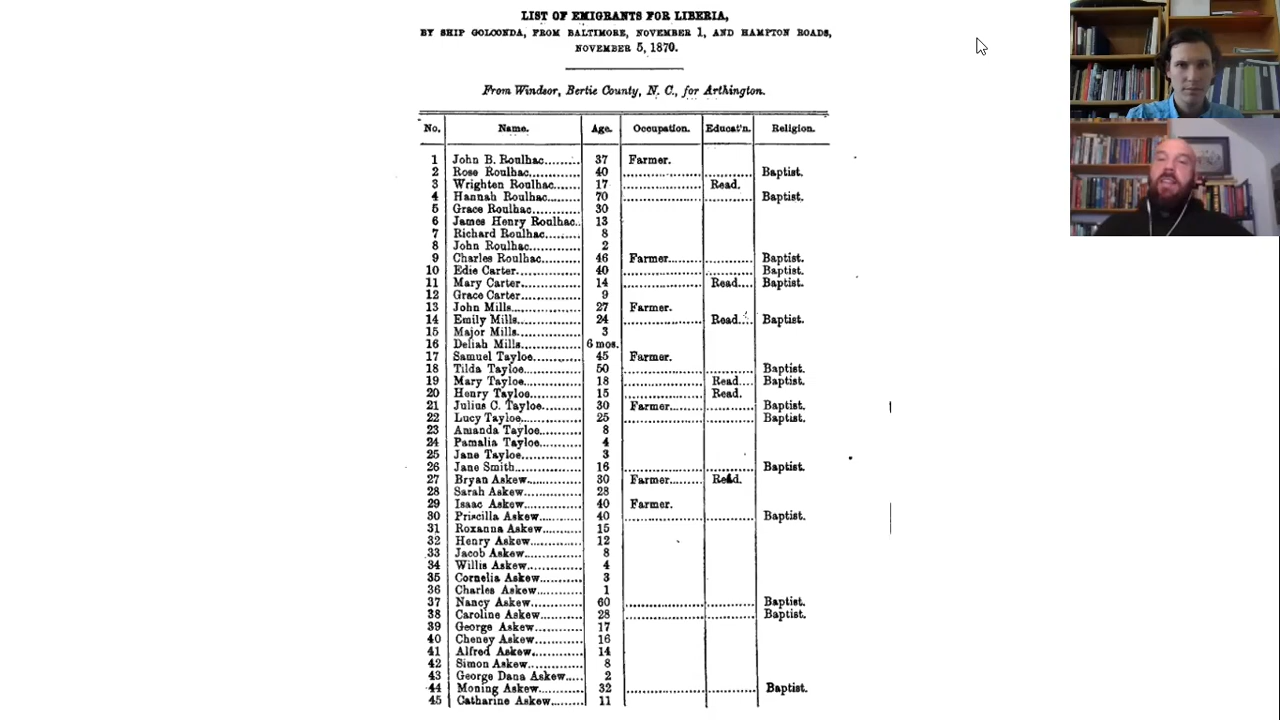 LIST OF EMIGRANTS FOR LIBERIA,
BY SHIP GOLCONDA, FROM BALTIMORE, NOVEMBER 1, AND HAMPTON ROADS,
NOVEMBER 5, 1870.
From Windsor, Bertie County, N. C., for Arthington.
No. Name. Age. Occupation. Educat'n. Religion.
1 John B. Roulhac......... 37 Farmer.
2 Rose Roulhac............ 40 ................ ......... Baptist.
3 Wrighten Roulhac...... 17 ................ Read.
4 Hannah Roulhac........ 70 ................ ......... Baptist.
5 Grace Roulhac........... 30
6 James Henry Roulhac.. 13
7 Richard Roulhac......... 8
8 John Roulhac............ 2
9 Charles Roulhac......... 46 Farmer........ ......... Baptist.
10 Edie Carter............... 40 ................ ......... Baptist.
11 Mary Carter.............. 14 ................ Read.... Baptist.
12 Grace Carter............. 9
13 John Mills................ 27 Farmer.
14 Emily Mills.............. 24 ................ Read.... Baptist.
15 Major Mills.............. 3
16 Deliah Mills............. 6 mos.
17 Samuel Tayloe........... 45 Farmer.
18 Tilda Tayloe............. 50 ................ ......... Baptist.
19 Mary Tayloe............. 18 ................ Read.... Baptist.
20 Henry Tayloe............ 15 ................ Read.
21 Julius C. Tayloe......... 30 Farmer........ ......... Baptist.
22 Lucy Tayloe............. 25 ................ ......... Baptist.
23 Amanda Tayloe.......... 8
24 Pamalia Tayloe.......... 4
25 Jane Tayloe.............. 3
26 Jane Smith............... 16 ................ ......... Baptist.
27 Bryan Askew............. 30 Farmer........ Read.
28 Sarah Askew............. 28
29 Isaac Askew.............. 40 Farmer.
30 Priscilla Askew.......... 40 ................ ......... Baptist.
31 Roxanna Askew.......... 15
32 Henry Askew............ 12
33 Jacob Askew............. 8
34 Willis Askew............. 4
35 Cornelia Askew.......... 3
36 Charles Askew........... 1
37 Nancy Askew............ 60 ................ ......... Baptist.
38 Caroline Askew.......... 28 ................ ......... Baptist.
39 George Askew............ 17
40 Cheney Askew........... 16
41 Alfred Askew............ 14
42 Simon Askew............. 8
43 George Dana Askew..... 2
44 Moning Askew........... 32 ................ ......... Baptist.
45 Catharine Askew......... 11